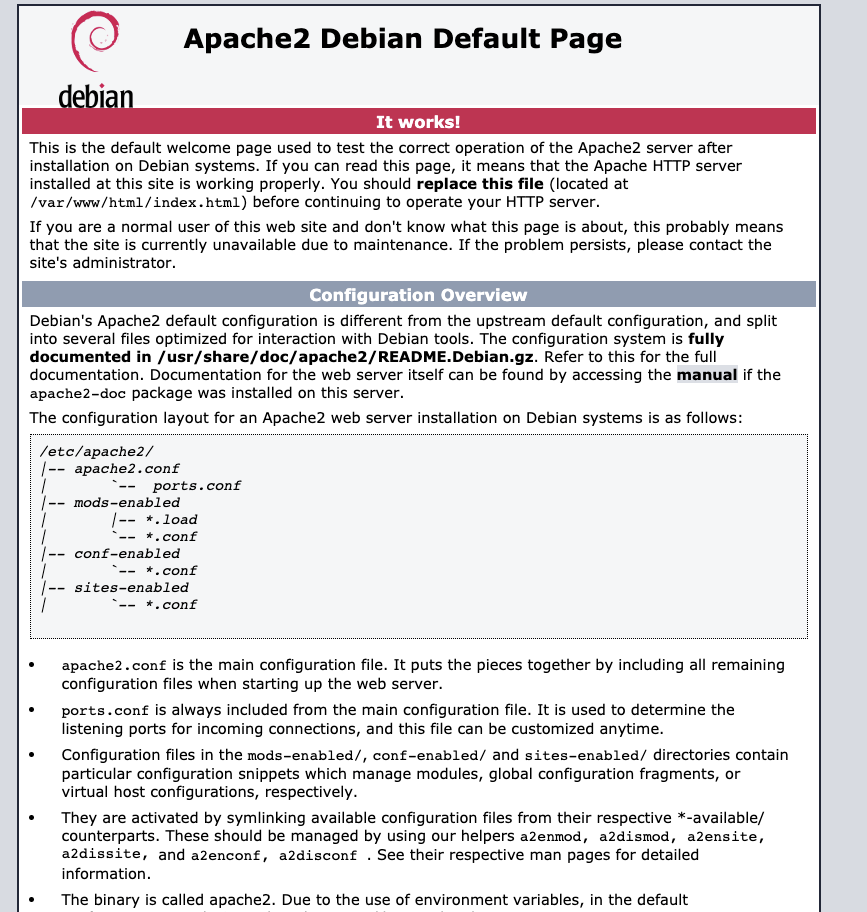 debian
Apache2 Debian Default Page
It works!
This is the default welcome page used to test the correct operation of the Apache2 server after
installation on Debian systems. If you can read this page, it means that the Apache HTTP server
installed at this site is working properly. You should replace this file (located at
/var/www/html/index.html) before continuing to operate your HTTP server.
If you are a normal user of this web site and don't know what this page is about, this probably means
that the site is currently unavailable due to maintenance. If the problem persists, please contact the
site's administrator.
Configuration Overview
Debian's Apache2 default configuration is different from the upstream default configuration, and split
into several files optimized for interaction with Debian tools. The configuration system is fully
documented in /usr/share/doc/apache2/README.Debian.gz. Refer to this for the full
documentation. Documentation for the web server itself can be found by accessing the manual if the
apache2-doc package was installed on this server.
The configuration layout for an Apache2 web server installation on Debian systems is as follows:
/etc/apache2/
|-- apache2.conf
|       `--  ports.conf
|-- mods-enabled
|       |-- *.load
|       `-- *.conf
|-- conf-enabled
|       `-- *.conf
|-- sites-enabled
|       `-- *.conf
• apache2.conf is the main configuration file. It puts the pieces together by including all remaining
configuration files when starting up the web server.
• ports.conf is always included from the main configuration file. It is used to determine the
listening ports for incoming connections, and this file can be customized anytime.
• Configuration files in the mods-enabled/, conf-enabled/ and sites-enabled/ directories contain
particular configuration snippets which manage modules, global configuration fragments, or
virtual host configurations, respectively.
• They are activated by symlinking available configuration files from their respective *-available/
counterparts. These should be managed by using our helpers a2enmod, a2dismod, a2ensite,
a2dissite, and a2enconf, a2disconf . See their respective man pages for detailed
information.
• The binary is called apache2. Due to the use of environment variables, in the default